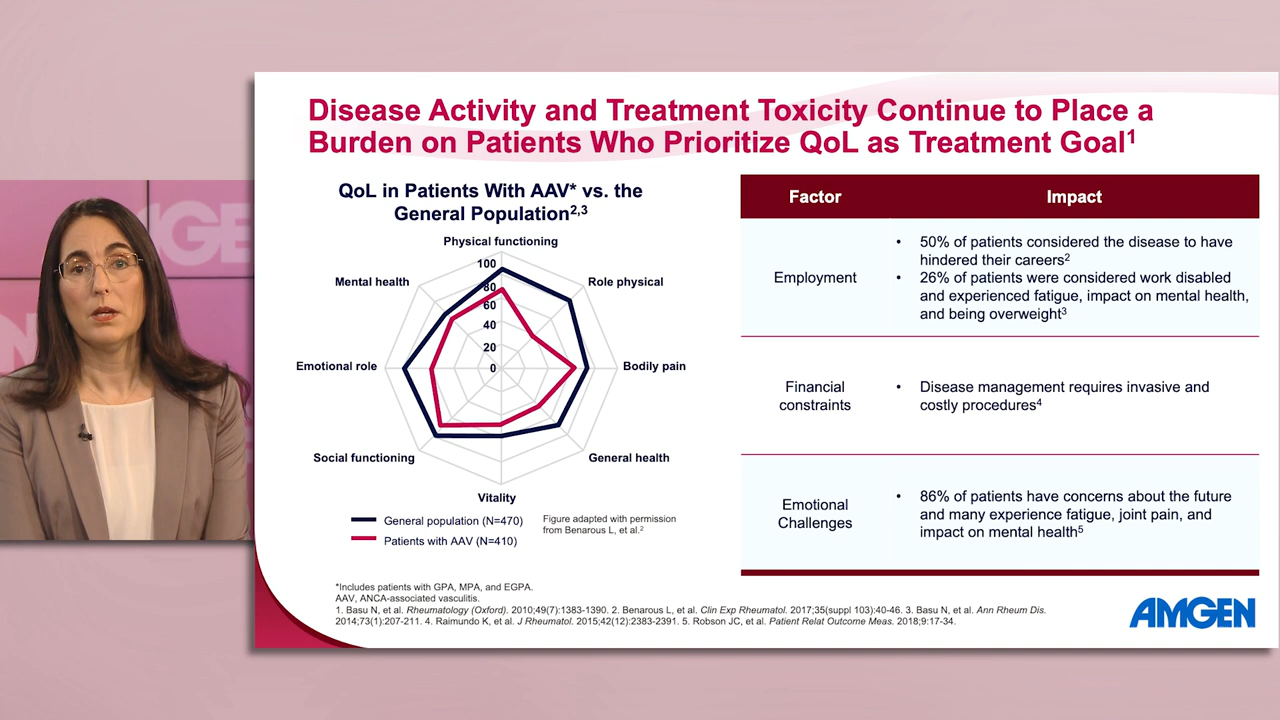 Disease Activity and Treatment Toxicity Continue to Place a
Burden on Patients Who Prioritize QoL as Treatment Goal1
QoL in Patients With AAV* vs. the
General Population2,3
Physical functioning
Role physical
Bodily pain
General health
Vitality
Social functioning
Emotional role
Mental health
100
80
60
40
20
0
General population (N=470)
Patients with AAV (N=410)
Figure adapted with permission
from Benarous L, et al.2
Factor Impact
Employment
• 50% of patients considered the disease to have
hindered their careers2
• 26% of patients were considered work disabled
and experienced fatigue, impact on mental health,
and being overweight3
Financial
constraints
• Disease management requires invasive and
costly procedures4
Emotional
Challenges
• 86% of patients have concerns about the future
and many experience fatigue, joint pain, and
impact on mental health5
*Includes patients with GPA, MPA, and EGPA.
AAV, ANCA-associated vasculitis.
1. Basu N, et al. Rheumatology (Oxford). 2010;49(7):1383-1390. 2. Benarous L, et al. Clin Exp Rheumatol. 2017;35(suppl 103):40-46. 3. Basu N, et al. Ann Rheum Dis.
2014;73(1):207-211. 4. Raimundo K, et al. J Rheumatol. 2015;42(12):2383-2391. 5. Robson JC, et al. Patient Relat Outcome Meas. 2018;9:17-34.
AMGEN